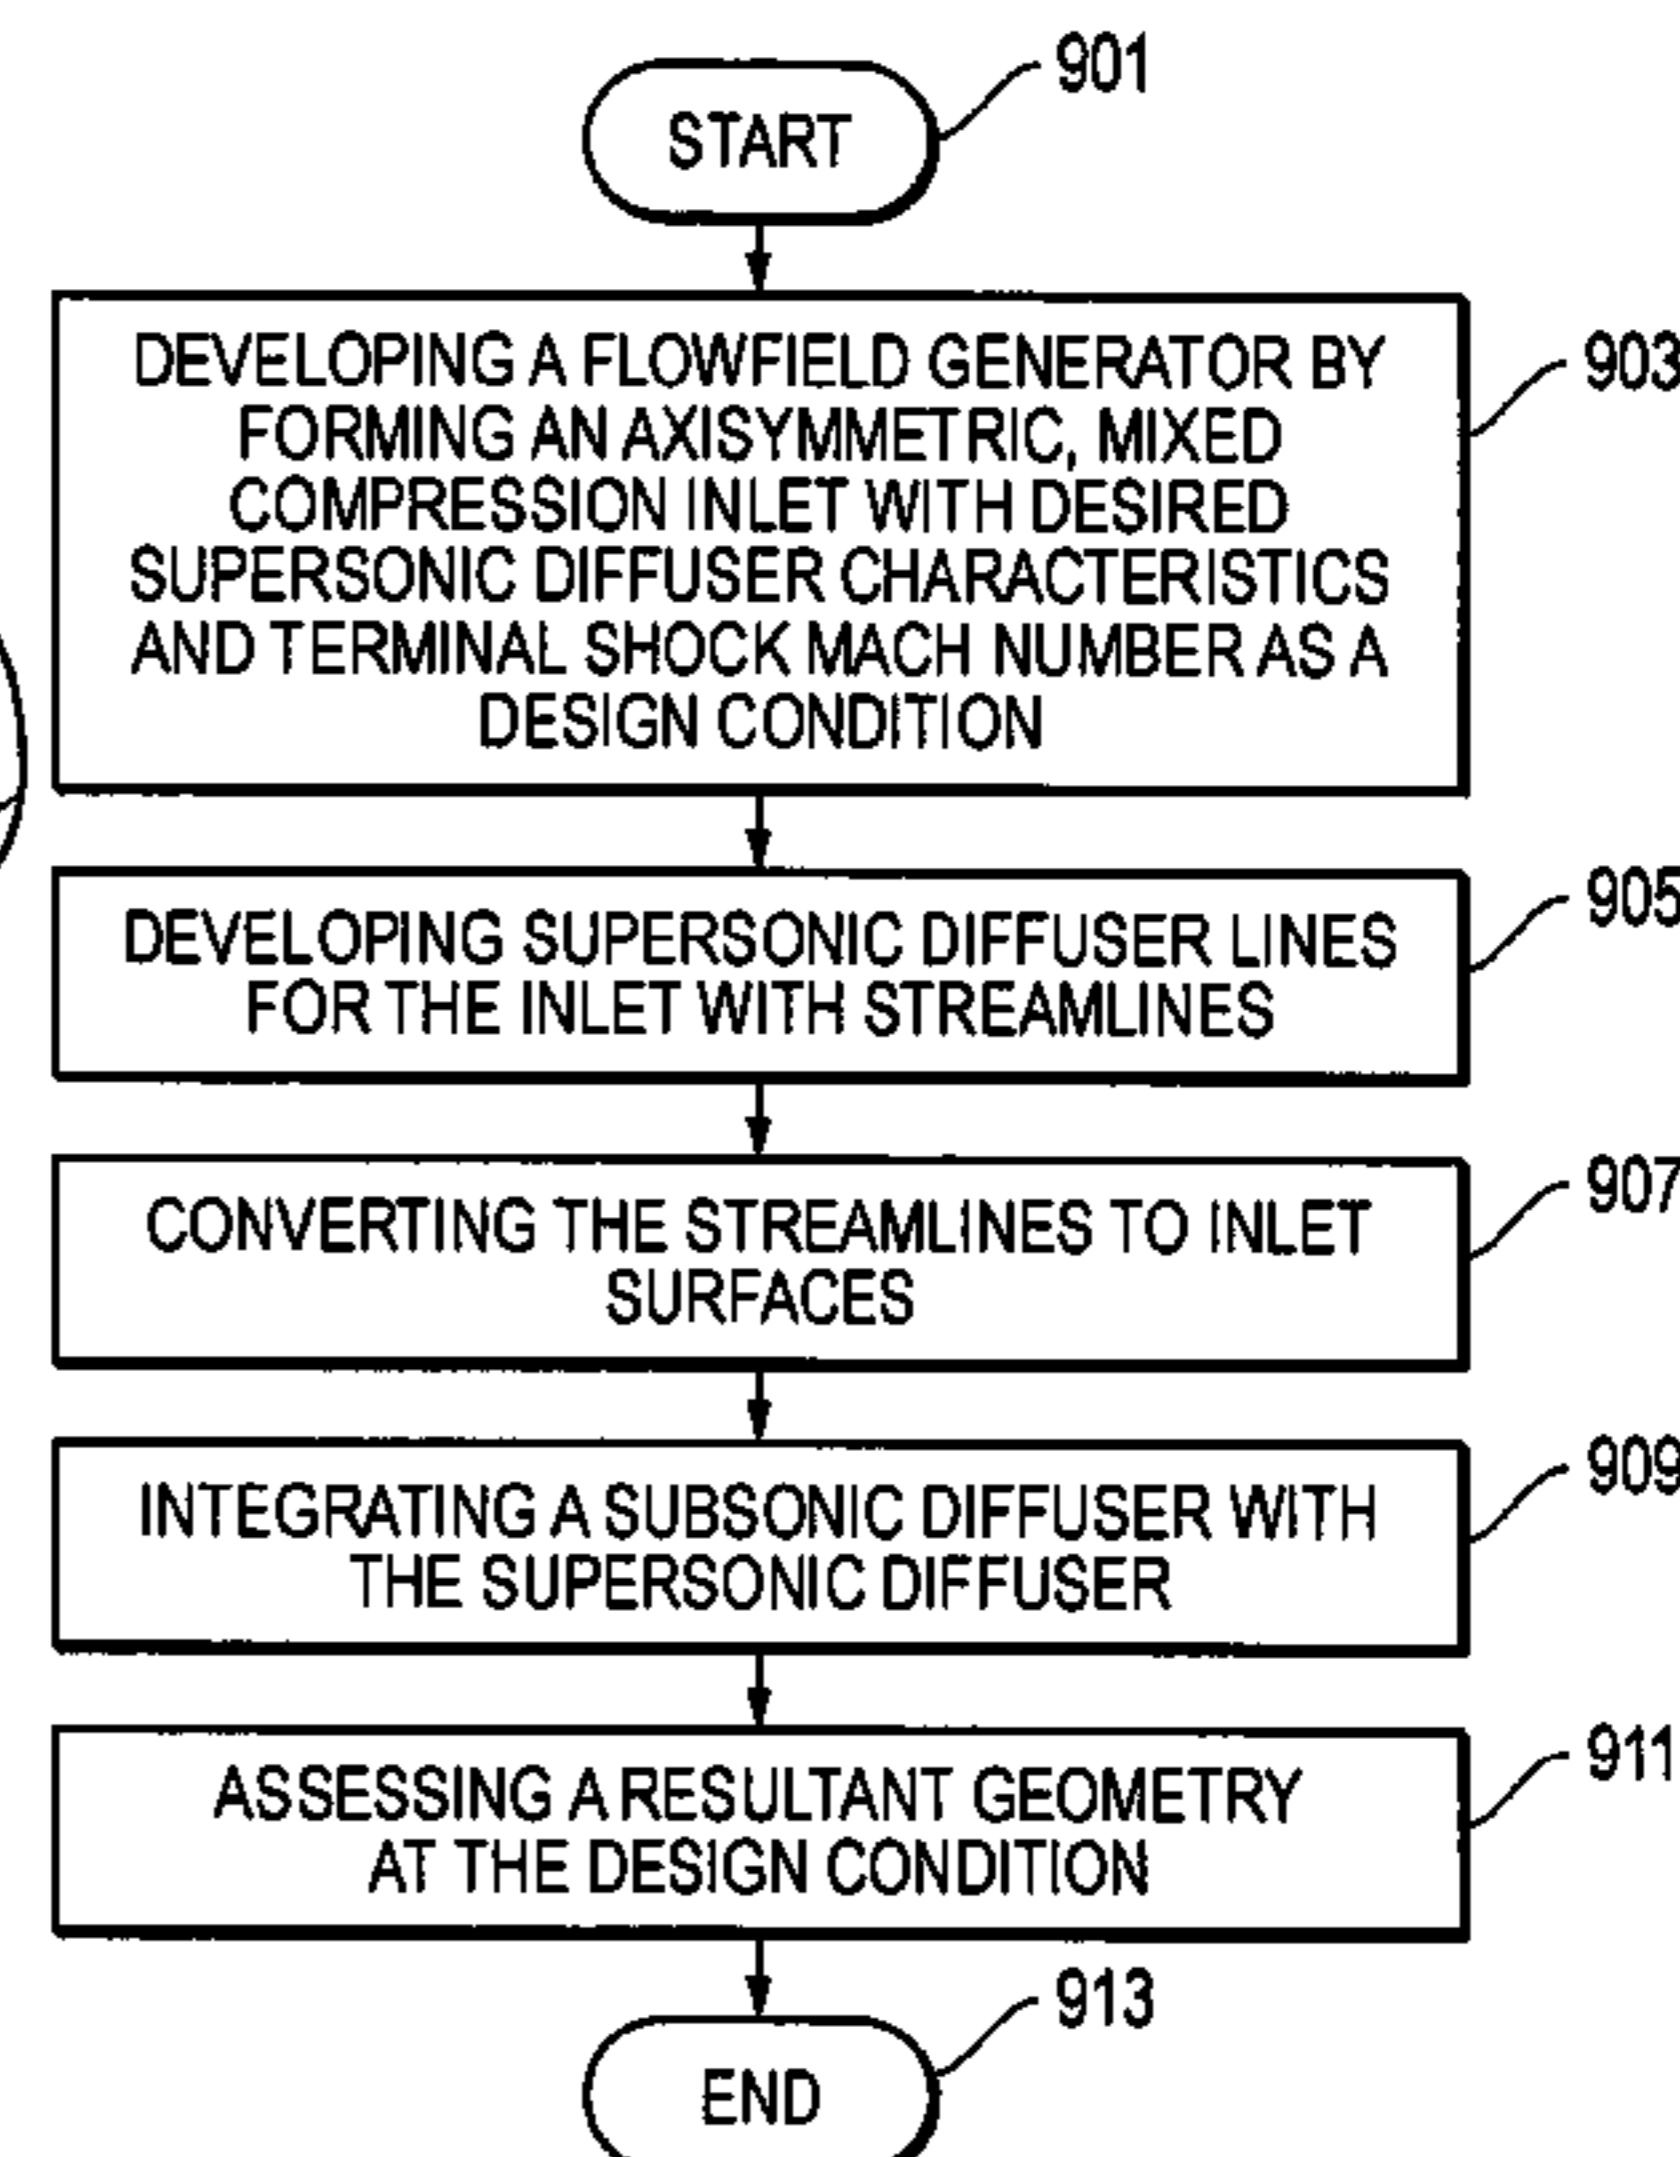 901
START
903
DEVELOPING A FLOWFIELD GENERATOR BY
FORMING AN AXISYMMETRIC, MIXED
COMPRESSION INLET WITH DESIRED
SUPERSONIC DIFFUSER CHARACTERISTICS
AND TERMINAL SHOCK MACH NUMBER AS A
DESIGN CONDITION
905
DEVELOPING SUPERSONIC DIFFUSER LINES
FOR THE INLET WITH STREAMLINES
907
CONVERTING THE STREAMLINES TO INLET
SURFACES
909
INTEGRATING A SUBSONIC DIFFUSER WITH
THE SUPERSONIC DIFFUSER
911
ASSESSING A RESULTANT GEOMETRY
AT THE DESIGN CONDITION
913
END